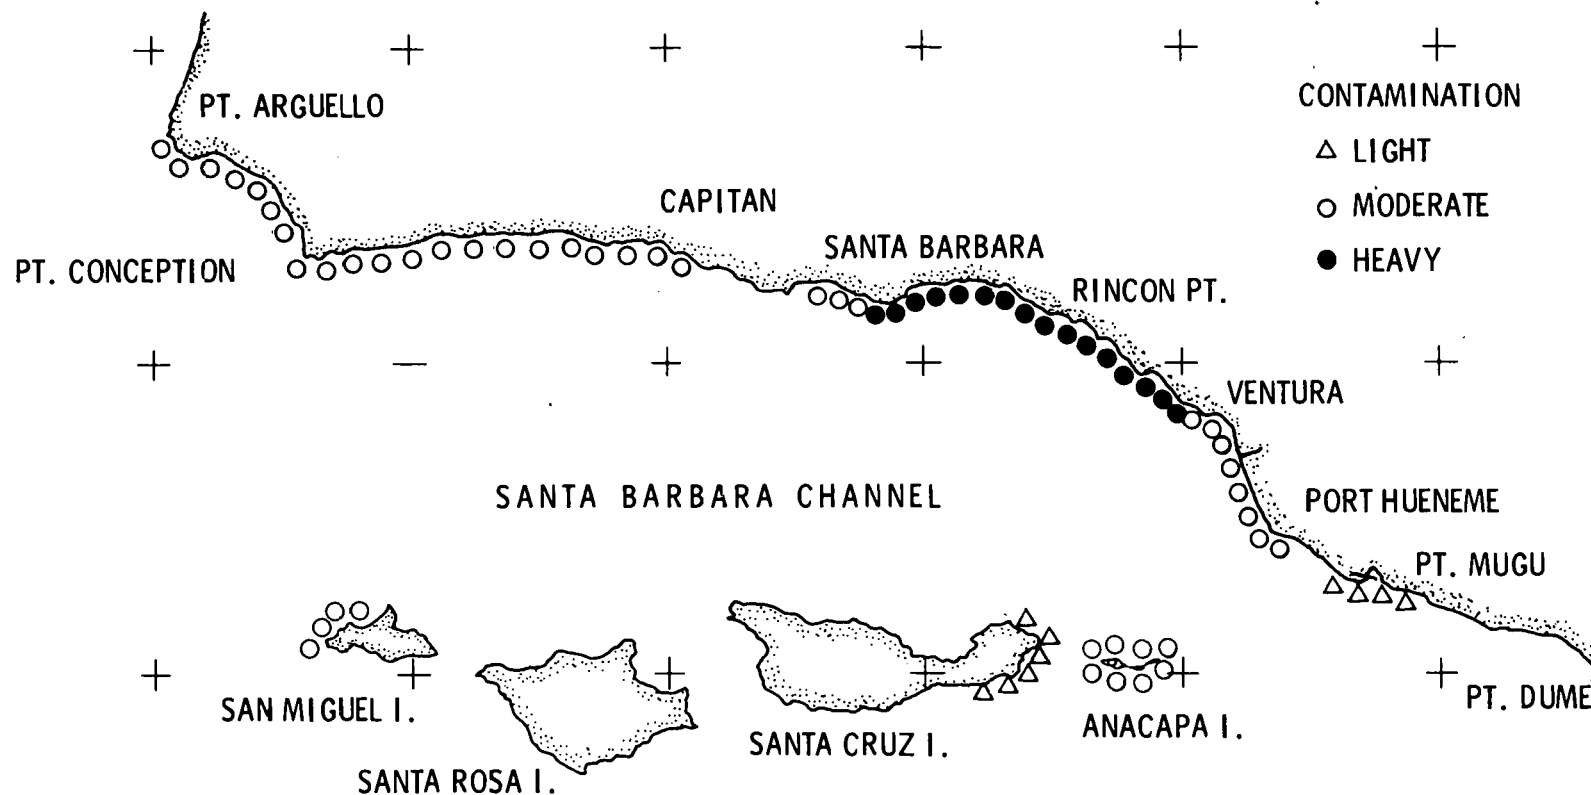 PT. ARGUELLO
CONTAMINATION
LIGHT
MODERATE
HEAVY
CAPITAN
SANTA BARBARA
PT. CONCEPTION
RINCON PT.
VENTURA
SANTA BARBARA CHANNEL
PORT HUENEME
PT. MUGU
SAN MIGUEL I.
SANTA ROSA I.
SANTA CRUZ I.
ANACAPA I.
PT. DUME